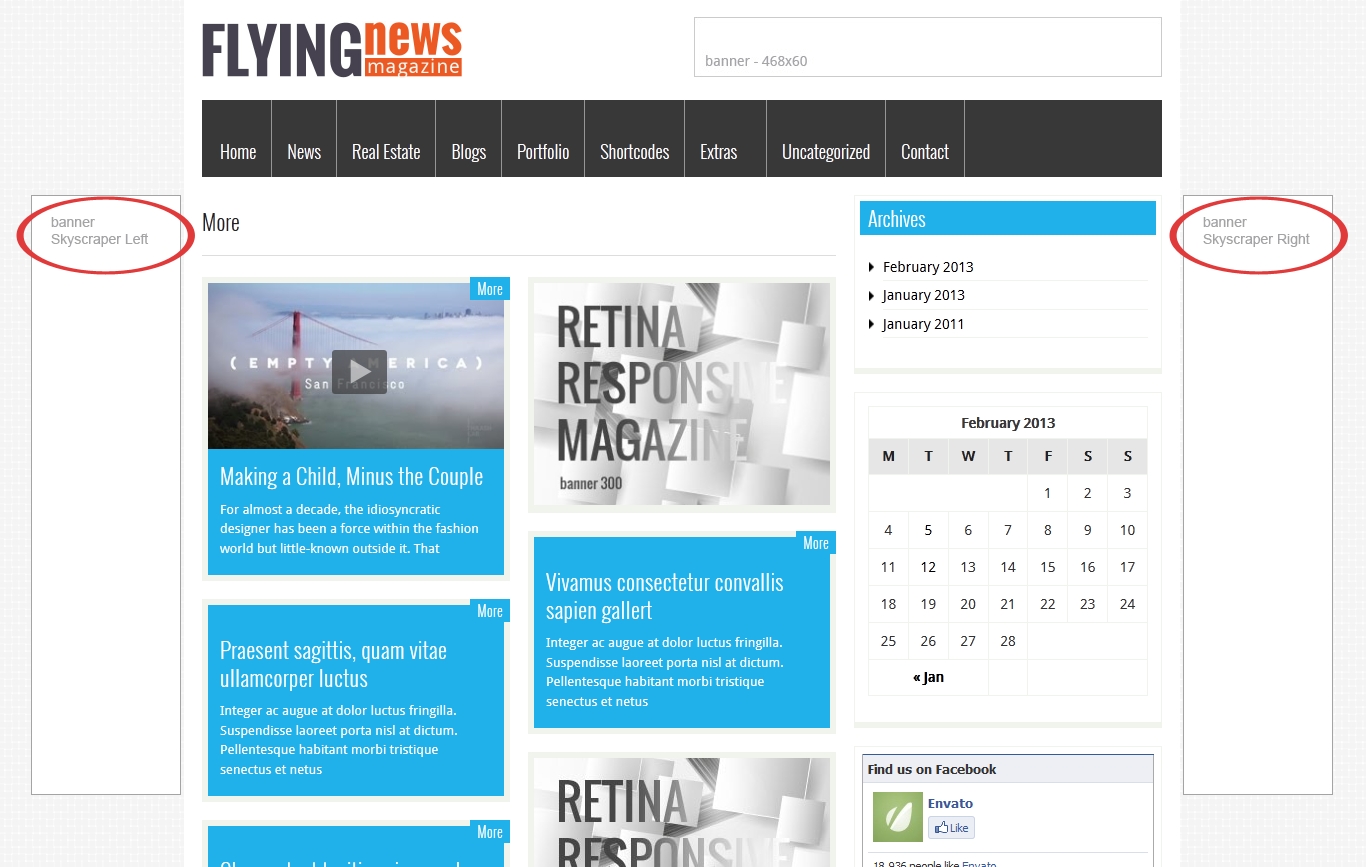 FLYING news
magazine
banner - 468x60
Home News Real Estate Blogs Portfolio Shortcodes Extras Uncategorized Contact
banner
Skyscraper Left
More
More
( EMPTY AMERICA )
San Francisco
Making a Child, Minus the Couple
For almost a decade, the idiosyncratic
designer has been a force within the fashion
world but little-known outside it. That
More
Praesent sagittis, quam vitae
ullamcorper luctus
Integer ac augue at dolor luctus fringilla.
Suspendisse laoreet porta nisl at dictum.
Pellentesque habitant morbi tristique
senectus et netus
More
RETINA
RESPONSIVE
MAGAZINE
banner 300
More
Vivamus consectetur convallis
sapien gallert
Integer ac augue at dolor luctus fringilla.
Suspendisse laoreet porta nisl at dictum.
Pellentesque habitant morbi tristique
senectus et netus
RETINA
RESPONSIVE
Archives
February 2013
January 2013
January 2011
February 2013
M T W T F S S
1 2 3
4 5 6 7 8 9 10
11 12 13 14 15 16 17
18 19 20 21 22 23 24
25 26 27 28
« Jan
Find us on Facebook
Envato
Like
18,936 people like Envato
banner
Skyscraper Right